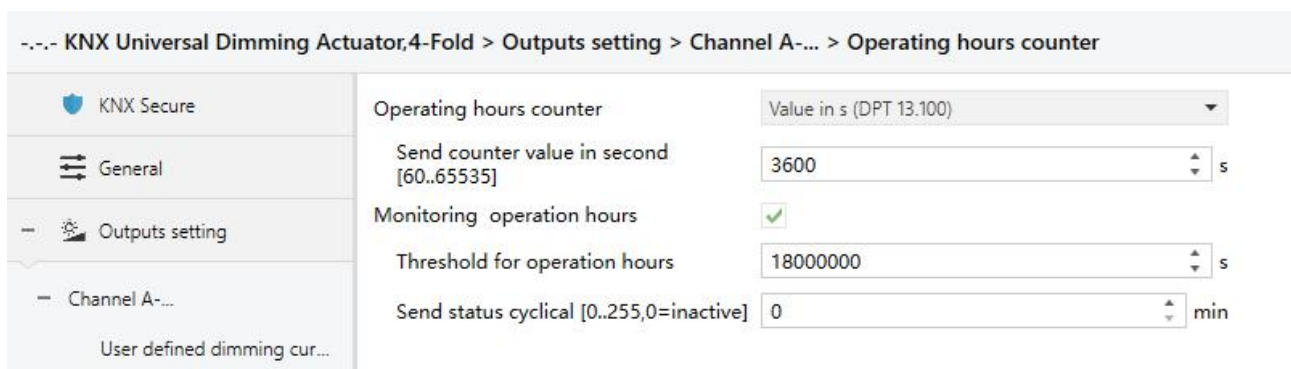 -.-.- KNX Universal Dimming Actuator,4-Fold > Outputs setting > Channel A-... > Operating hours counter
KNX Secure
General
Outputs setting
Channel A-...
User defined dimming cur...
Operating hours counter Value in s (DPT 13.100)
Send counter value in second
[60..65535] 3600 s
Monitoring operation hours
Threshold for operation hours 18000000 s
Send status cyclical [0..255,0=inactive] 0 min